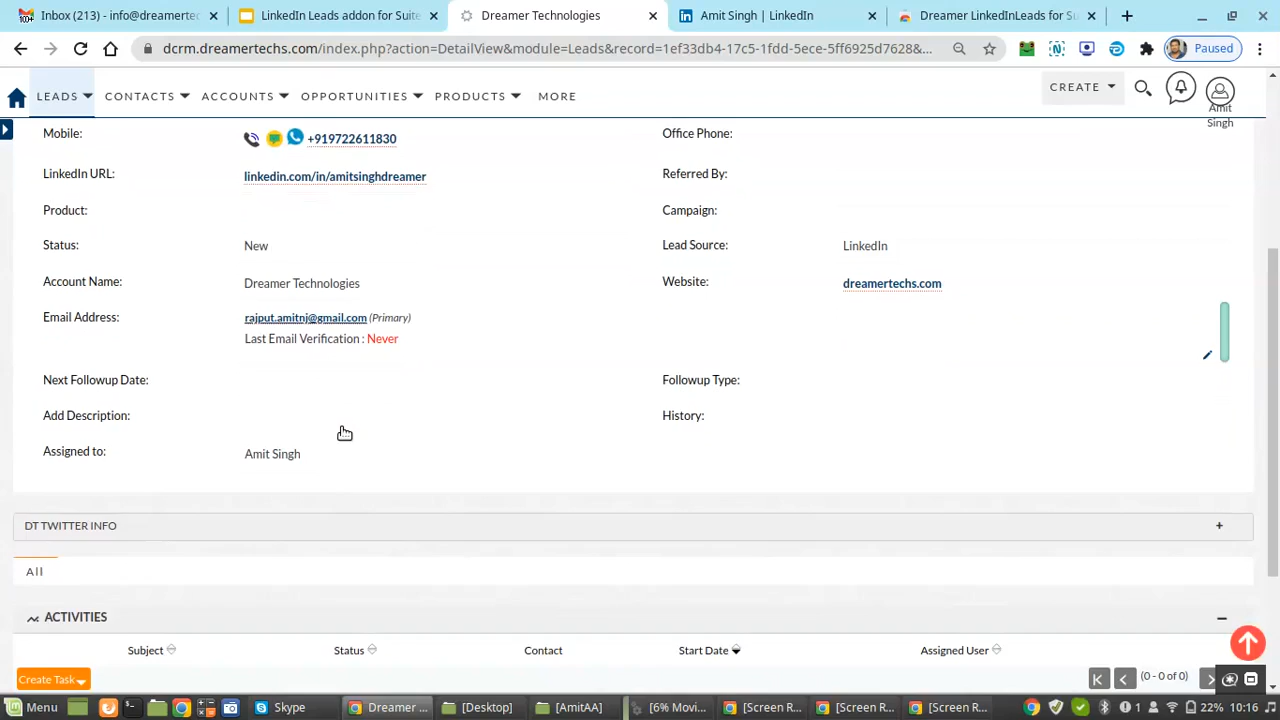 Inbox (213) - info@dreamertec
LinkedIn Leads addon for Suite
Dreamer Technologies
Amit Singh | LinkedIn
Dreamer LinkedInLeads for Su
dcrm.dreamertechs.com/index.php?action=DetailView&module=Leads&record=1ef33db4-17c5-1fdd-5ece-5ff6925d7628&...
Paused
LEADS CONTACTS ACCOUNTS OPPORTUNITIES PRODUCTS MORE CREATE
Amit
Singh
Mobile: +919722611830 Office Phone:
LinkedIn URL: linkedin.com/in/amitsinghdreamer Referred By:
Product: Campaign:
Status: New Lead Source: LinkedIn
Account Name: Dreamer Technologies Website: dreamertechs.com
Email Address: rajput.amitnj@gmail.com (Primary)
Last Email Verification : Never
Next Followup Date: Followup Type:
Add Description: History:
Assigned to: Amit Singh
DT TWITTER INFO +
All
ACTIVITIES
Subject Status Contact Start Date Assigned User
Create Task (0 - 0 of 0)
Menu Skype Dreamer ... [Desktop] [AmitAA] [6% Movi... [Screen R... [Screen R... [Screen R... 1 22% 10:16